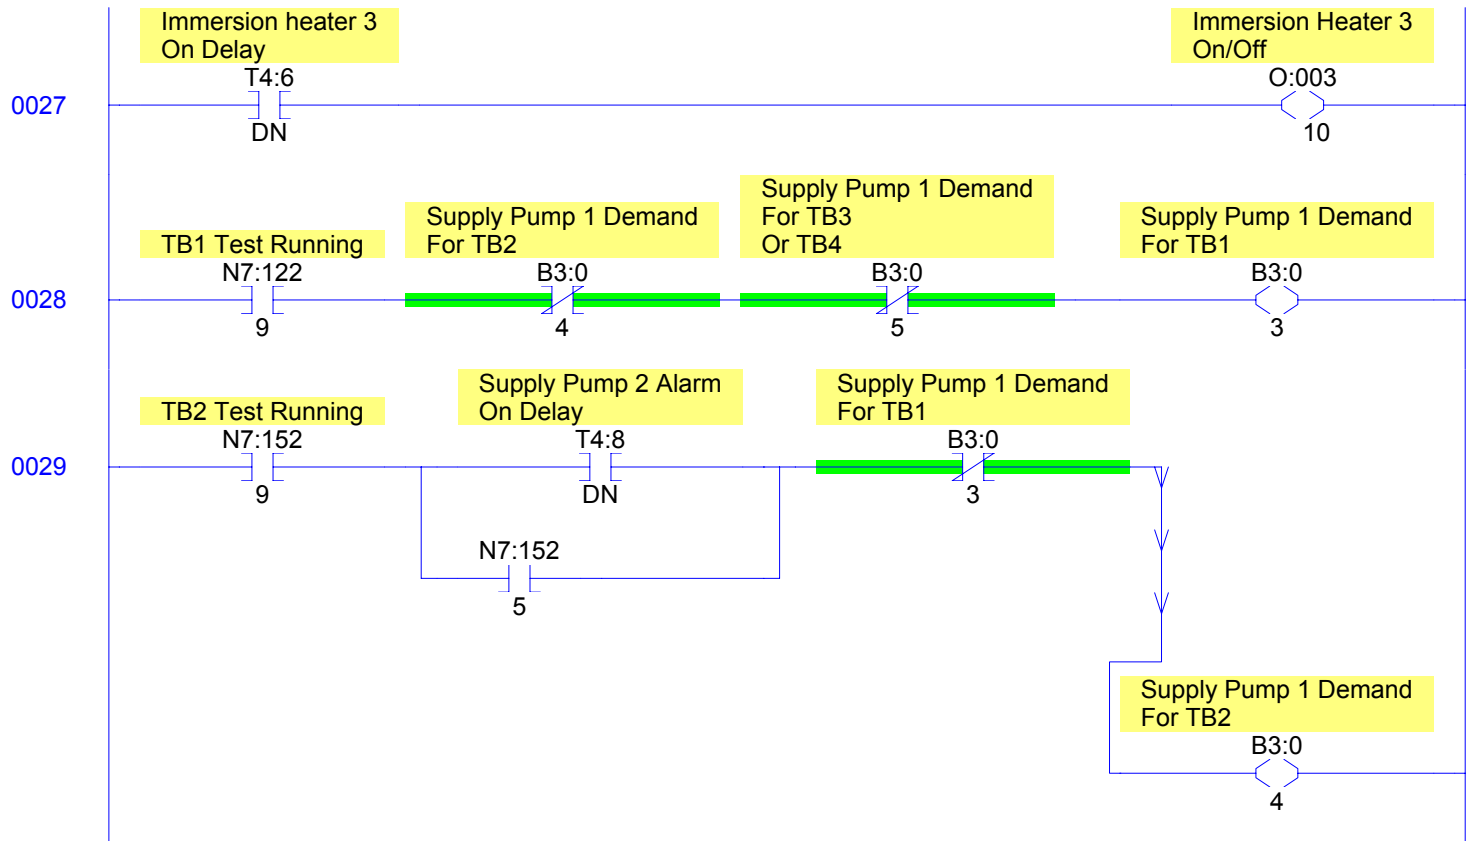 Immersion heater 3
On Delay
T4:6
DN
Immersion Heater 3
On/Off
O:003
10
0027
TB1 Test Running
N7:122
9
Supply Pump 1 Demand
For TB2
B3:0
4
Supply Pump 1 Demand
For TB3
Or TB4
B3:0
5
Supply Pump 1 Demand
For TB1
B3:0
3
0028
TB2 Test Running
N7:152
9
Supply Pump 2 Alarm
On Delay
T4:8
DN
Supply Pump 1 Demand
For TB1
B3:0
3
0029
N7:152
5
Supply Pump 1 Demand
For TB2
B3:0
4